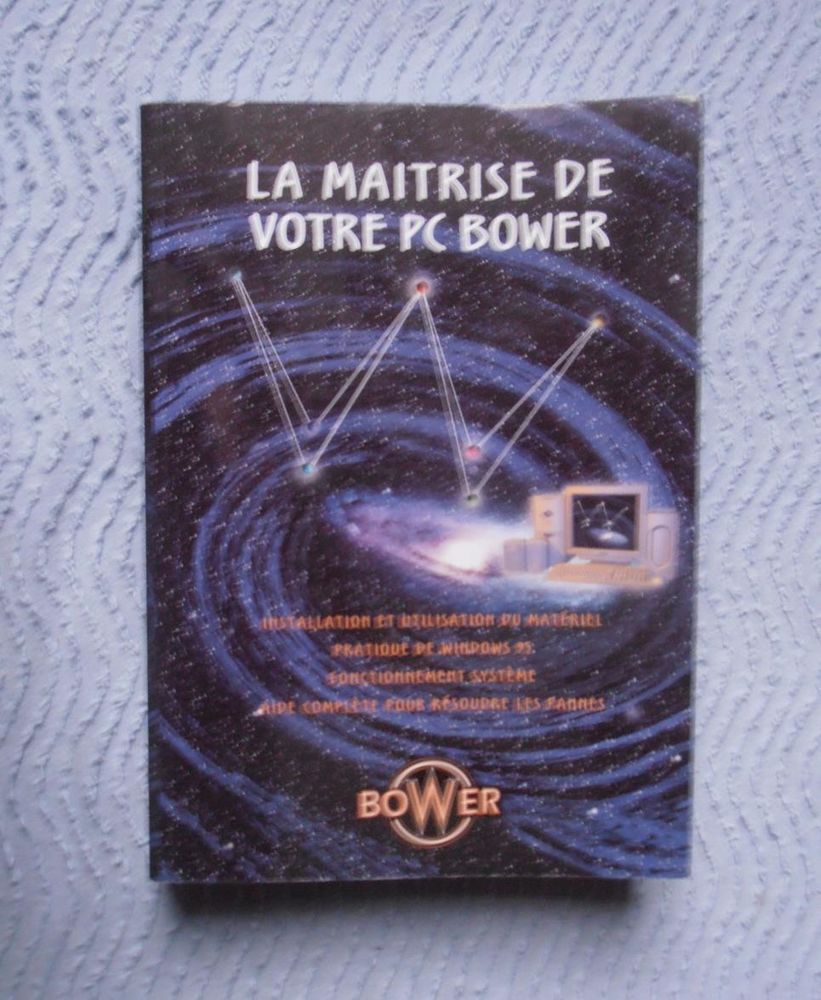 LA MAITRISE DE
VOTRE PC BOWER
INSTALLATION ET UTILISATION DU MATÉRIEL
PRATIQUE DE WINDOWS 95
FONCTIONNEMENT SYSTÈME
AIDE COMPLÈTE POUR RÉSOUDRE LES PANNES
BOWER